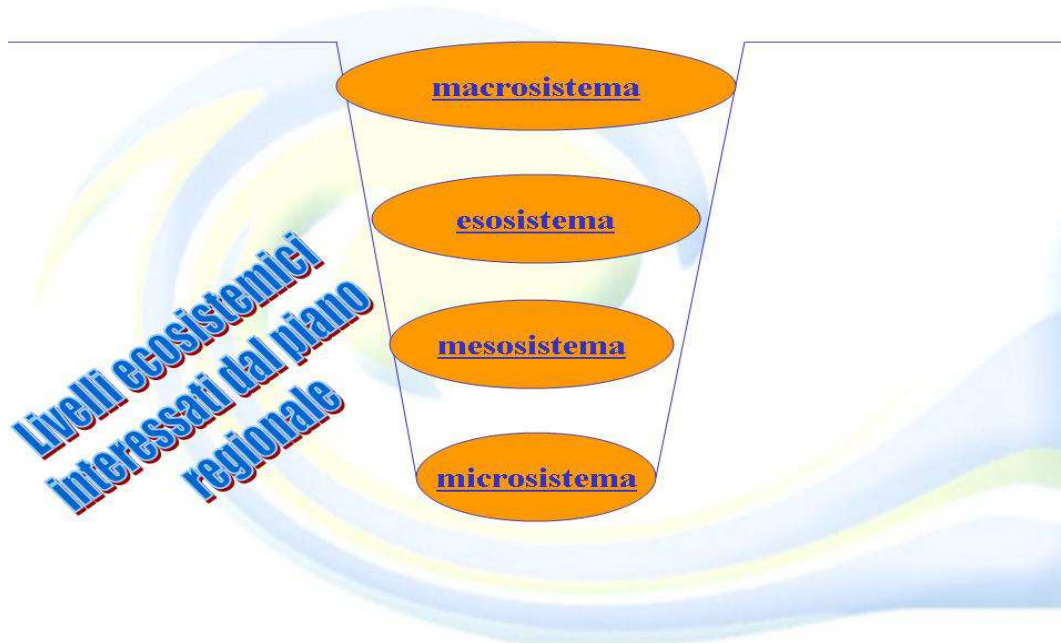 macrosistema
esosistema
mesosistema
microsistema
Livelli ecosistemici
interessati dal piano
regionale